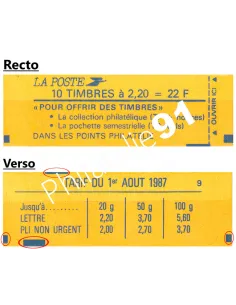 Recto
LA POSTE
10 TIMBRES à 2,20 = 22 F
«POUR OFFRIR DES TIMBRES»
• La collection philatélique
• La pochette semestrielle
DANS LES POINTS PHILATÉLIE
OUVRIR ICI
Philatélie91
Verso
TARIF DU 1er AOUT 1987 9
Jusqu'à......... 20 g 50 g 100 g
LETTRE 2,20 3,70 5,60
PLI NON URGENT 2,00 2,70 3,70